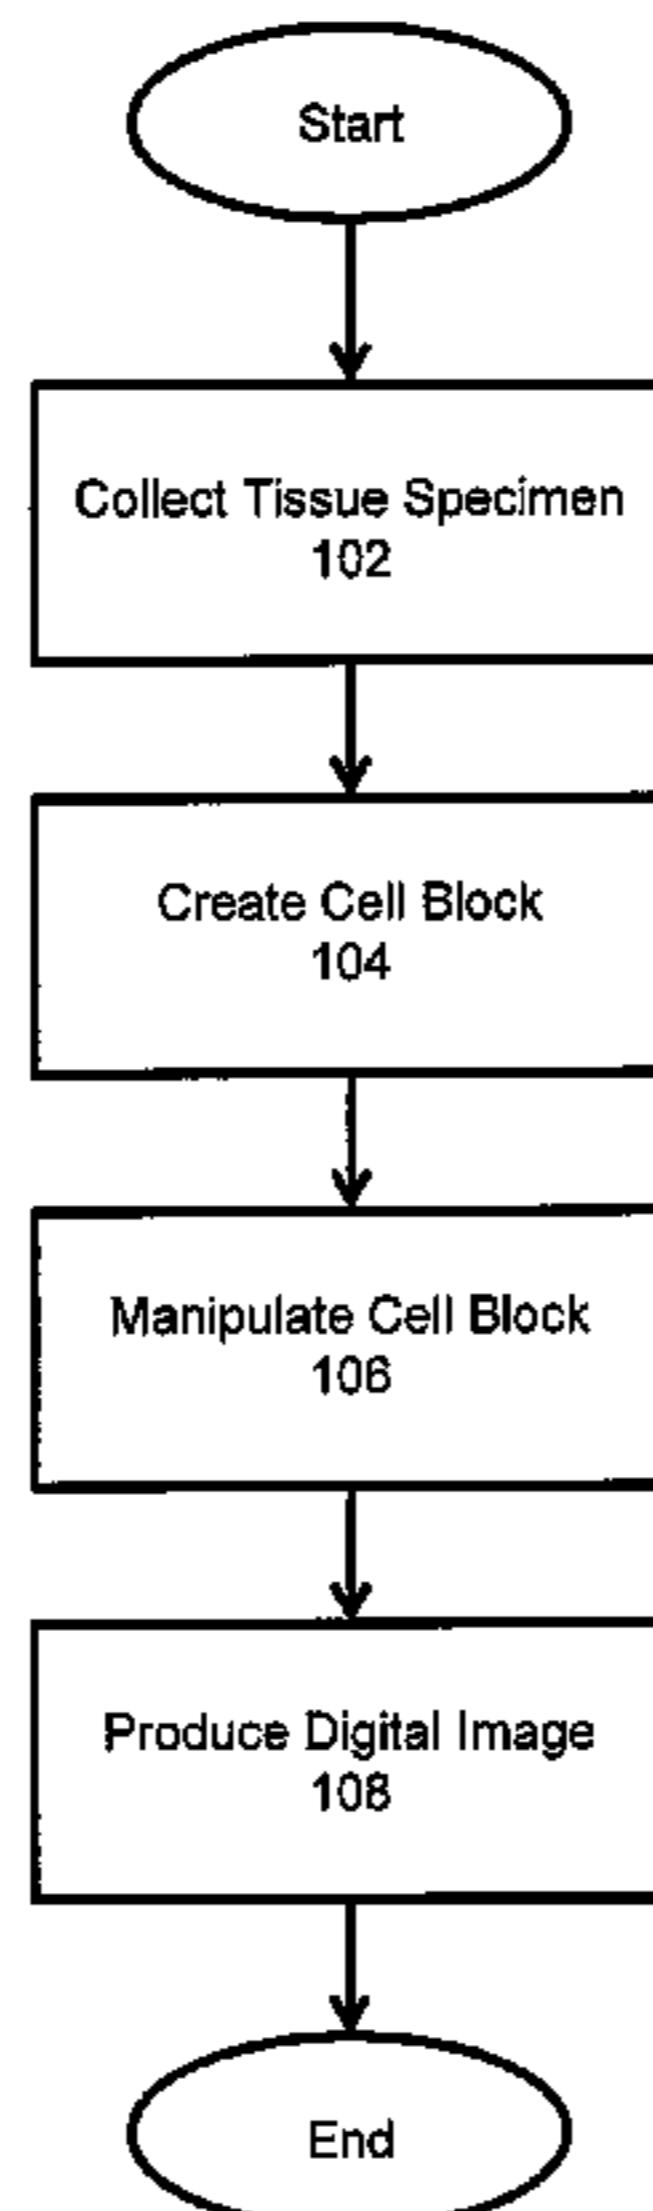 Start
Collect Tissue Specimen
102
Create Cell Block
104
Manipulate Cell Block
106
Produce Digital Image
108
End